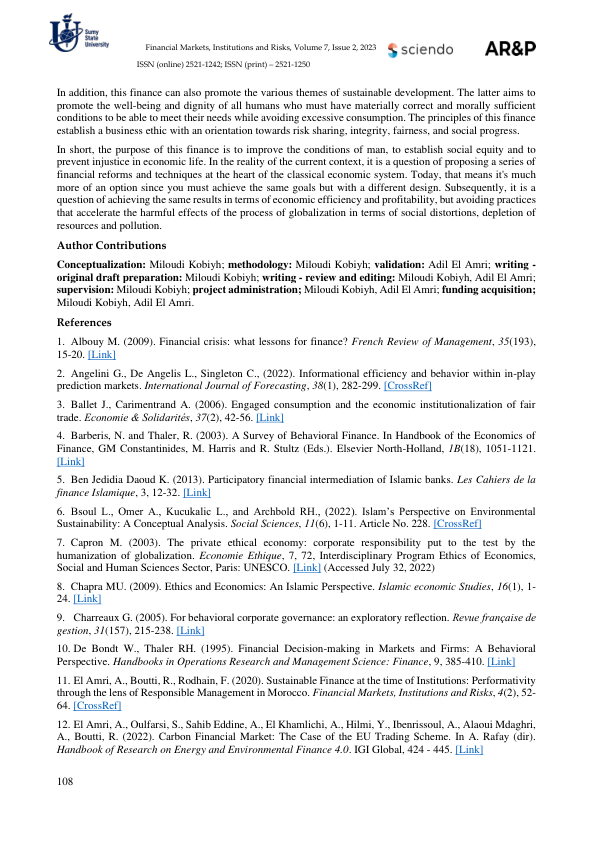 Sumy
State
University
Financial Markets, Institutions and Risks, Volume 7, Issue 2, 2023
sciendo
AR&P
ISSN (online) 2521-1242; ISSN (print) – 2521-1250
In addition, this finance can also promote the various themes of sustainable development. The latter aims to
promote the well-being and dignity of all humans who must have materially correct and morally sufficient
conditions to be able to meet their needs while avoiding excessive consumption. The principles of this finance
establish a business ethic with an orientation towards risk sharing, integrity, fairness, and social progress.
In short, the purpose of this finance is to improve the conditions of man, to establish social equity and to
prevent injustice in economic life. In the reality of the current context, it is a question of proposing a series of
financial reforms and techniques at the heart of the classical economic system. Today, that means it's much
more of an option since you must achieve the same goals but with a different design. Subsequently, it is a
question of achieving the same results in terms of economic efficiency and profitability, but avoiding practices
that accelerate the harmful effects of the process of globalization in terms of social distortions, depletion of
resources and pollution.
Author Contributions
Conceptualization: Miloudi Kobiyh; methodology: Miloudi Kobiyh; validation: Adil El Amri; writing -
original draft preparation: Miloudi Kobiyh; writing - review and editing: Miloudi Kobiyh, Adil El Amri;
supervision: Miloudi Kobiyh; project administration; Miloudi Kobiyh, Adil El Amri; funding acquisition;
Miloudi Kobiyh, Adil El Amri.
References
1. Albouy M. (2009). Financial crisis: what lessons for finance? French Review of Management, 35(193),
15-20. [Link]
2. Angelini G., De Angelis L., Singleton C., (2022). Informational efficiency and behavior within in-play
prediction markets. International Journal of Forecasting, 38(1), 282-299. [CrossRef]
3. Ballet J., Carimentrand A. (2006). Engaged consumption and the economic institutionalization of fair
trade. Economie & Solidarités, 37(2), 42-56. [Link]
4. Barberis, N. and Thaler, R. (2003). A Survey of Behavioral Finance. In Handbook of the Economics of
Finance, GM Constantinides, M. Harris and R. Stultz (Eds.). Elsevier North-Holland, 1B(18), 1051-1121.
[Link]
5. Ben Jedidia Daoud K. (2013). Participatory financial intermediation of Islamic banks. Les Cahiers de la
finance Islamique, 3, 12-32. [Link]
6. Bsoul L., Omer A., Kucukalic L., and Archbold RH., (2022). Islam's Perspective on Environmental
Sustainability: A Conceptual Analysis. Social Sciences, 11(6), 1-11. Article No. 228. [CrossRef]
7. Capron M. (2003). The private ethical economy: corporate responsibility put to the test by the
humanization of globalization. Economie Ethique, 7, 72, Interdisciplinary Program Ethics of Economics,
Social and Human Sciences Sector, Paris: UNESCO. [Link] (Accessed July 32, 2022)
8. Chapra MU. (2009). Ethics and Economics: An Islamic Perspective. Islamic economic Studies, 16(1), 1-
24. [Link]
9. Charreaux G. (2005). For behavioral corporate governance: an exploratory reflection. Revue française de
gestion, 31(157), 215-238. [Link]
10. De Bondt W., Thaler RH. (1995). Financial Decision-making in Markets and Firms: A Behavioral
Perspective. Handbooks in Operations Research and Management Science: Finance, 9, 385-410. [Link]
11. El Amri, A., Boutti, R., Rodhain, F. (2020). Sustainable Finance at the time of Institutions: Performativity
through the lens of Responsible Management in Morocco. Financial Markets, Institutions and Risks, 4(2), 52-
64. [CrossRef]
12. El Amri, A., Oulfarsi, S., Sahib Eddine, A., El Khamlichi, A., Hilmi, Y., Ibenrissoul, A., Alaoui Mdaghri,
A., Boutti, R. (2022). Carbon Financial Market: The Case of the EU Trading Scheme. In A. Rafay (dir).
Handbook of Research on Energy and Environmental Finance 4.0. IGI Global, 424 - 445. [Link]
108